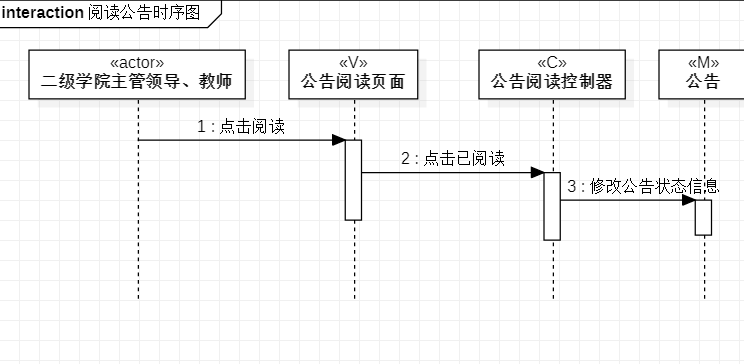 interaction 阅读公告时序图
«actor»
二级学院主管领导、教师
«V»
公告阅读页面
«C»
公告阅读控制器
«M»
公告
1 : 点击阅读
2 : 点击已阅读
3 : 修改公告状态信息